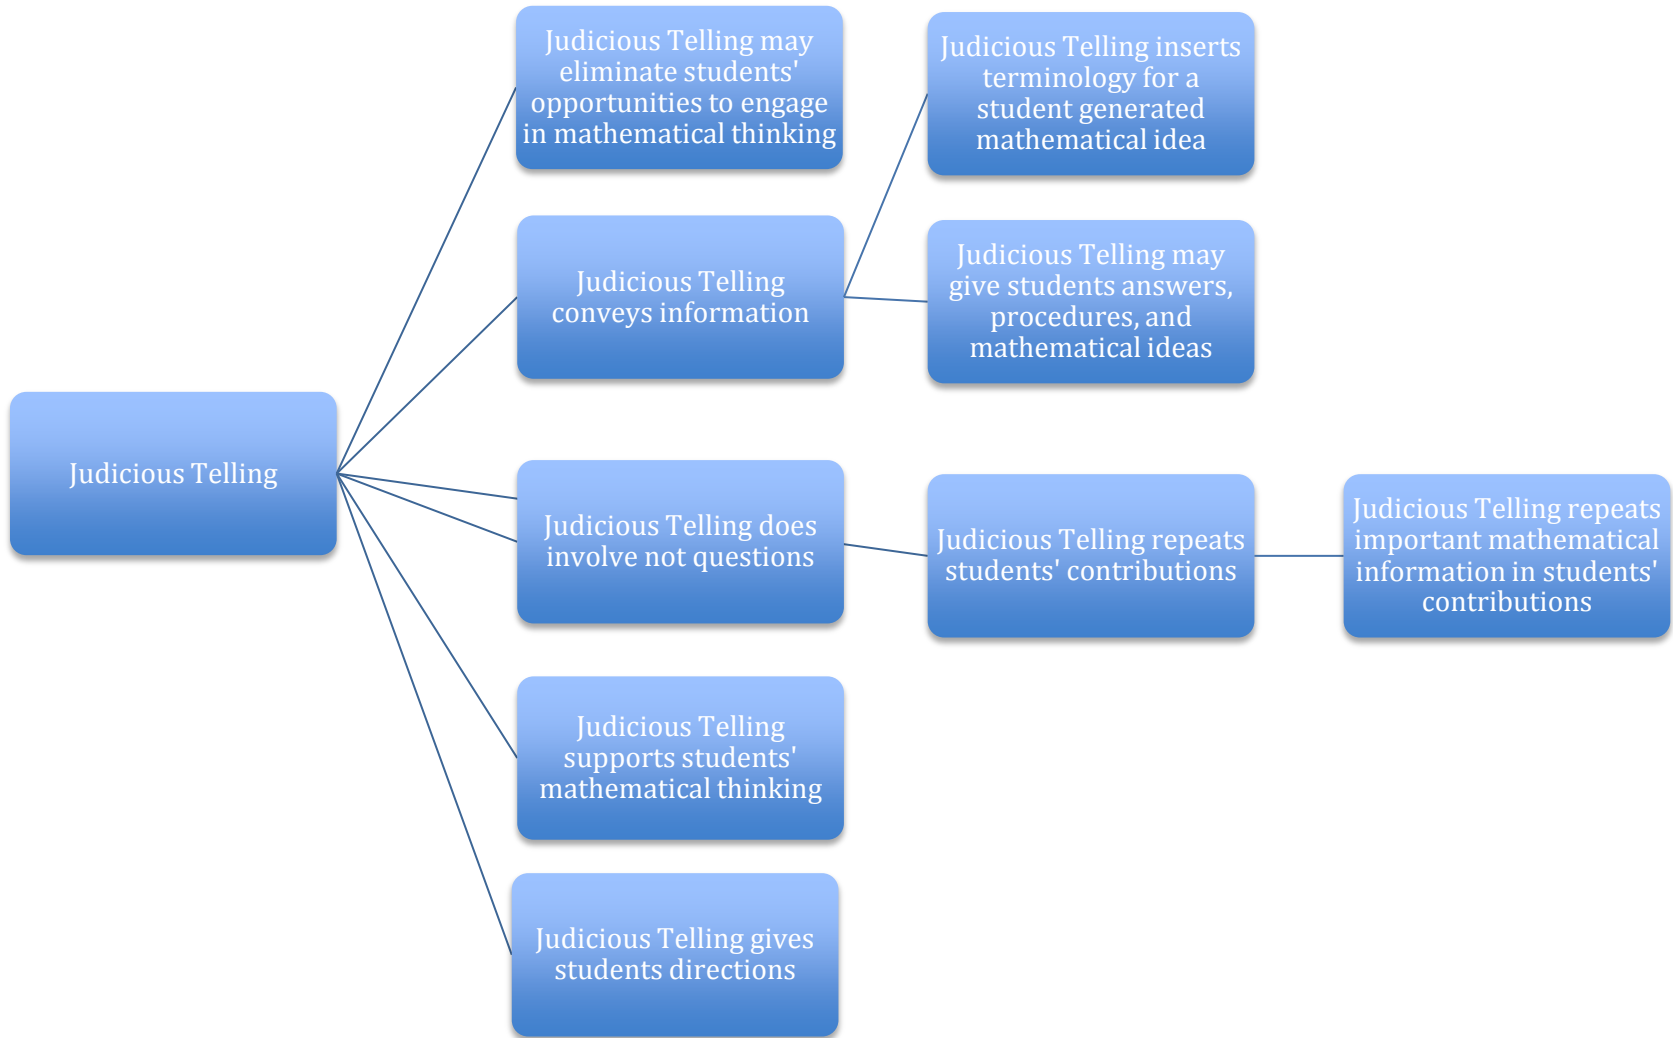 Judicious Telling may
eliminate students'
opportunities to engage
in mathematical thinking
Judicious Telling inserts
terminology for a
student generated
mathematical idea
Judicious Telling
conveys information
Judicious Telling may
give students answers,
procedures, and
mathematical ideas
Judicious Telling
Judicious Telling does
involve not questions
Judicious Telling repeats
students' contributions
Judicious Telling repeats
important mathematical
information in students'
contributions
Judicious Telling
supports students'
mathematical thinking
Judicious Telling gives
students directions